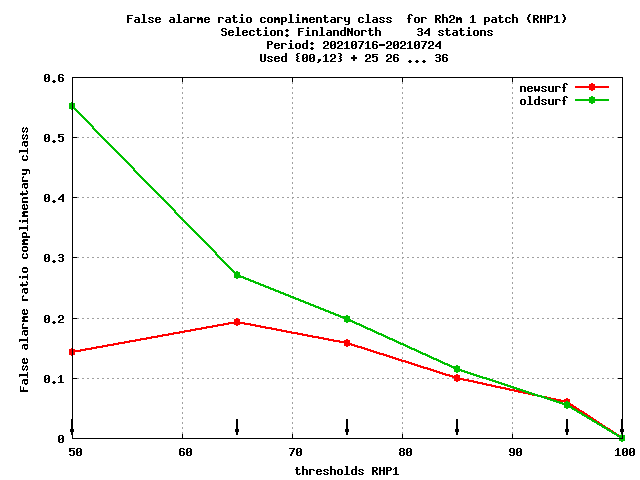 False alarme ratio complimentary class  for Rh2m 1 patch (RHP1)
Selection: FinlandNorth     34 stations
Period: 20210716-20210724
Used {00,12} + 25 26 ... 36
newsurf
oldsurf
False alarme ratio complimentary class
0.6
0.5
0.4
0.3
0.2
0.1
0
50 60 70 80 90 100
thresholds RHP1